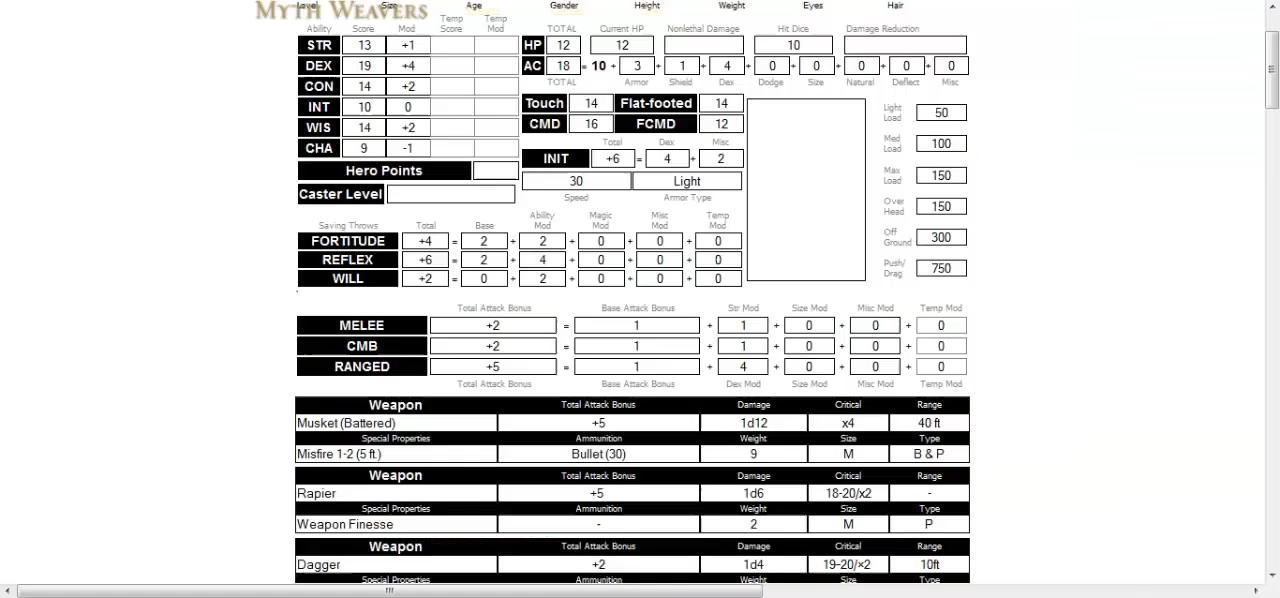 Myth Weavers
Level Size Age Gender Height Weight Eyes Hair
Ability Score Mod Temp Score Temp Mod TOTAL Current HP Nonlethal Damage Hit Dice Damage Reduction
STR 13 +1 HP 12 12 10
DEX 19 +4 AC 18 = 10 + 3 + 1 + 4 + 0 + 0 + 0 + 0 + 0
CON 14 +2 TOTAL Armor Shield Dex Dodge Size Natural Deflect Misc
INT 10 0 Touch 14 Flat-footed 14 Light Load 50
WIS 14 +2 CMD 16 FCMD 12
CHA 9 -1 Total Dex Misc Med Load 100
INIT +6 = 4 + 2
Hero Points Max Load 150
30 Light
Caster Level Speed Armor Type
Over Head 150
Saving Throws Total Base Ability Mod Magic Mod Misc Mod Temp Mod
FORTITUDE +4 = 2 + 2 + 0 + 0 + 0 Off Ground 300
REFLEX +6 = 2 + 4 + 0 + 0 + 0 Push/ Drag 750
WILL +2 = 0 + 2 + 0 + 0 + 0
Total Attack Bonus Base Attack Bonus Str Mod Size Mod Misc Mod Temp Mod
MELEE +2 = 1 + 1 + 0 + 0 + 0
CMB +2 = 1 + 1 + 0 + 0 + 0
RANGED +5 = 1 + 4 + 0 + 0 + 0
Total Attack Bonus Base Attack Bonus Dex Mod Size Mod Misc Mod Temp Mod
Weapon Total Attack Bonus Damage Critical Range
Musket (Battered) +5 1d12 x4 40 ft
Special Properties Ammunition Weight Size Type
Misfire 1-2 (5 ft.) Bullet (30) 9 M B & P
Weapon Total Attack Bonus Damage Critical Range
Rapier +5 1d6 18-20/x2 -
Special Properties Ammunition Weight Size Type
Weapon Finesse - 2 M P
Weapon Total Attack Bonus Damage Critical Range
Dagger +2 1d4 19-20/×2 10ft
Special Properties Ammunition Weight Size Type